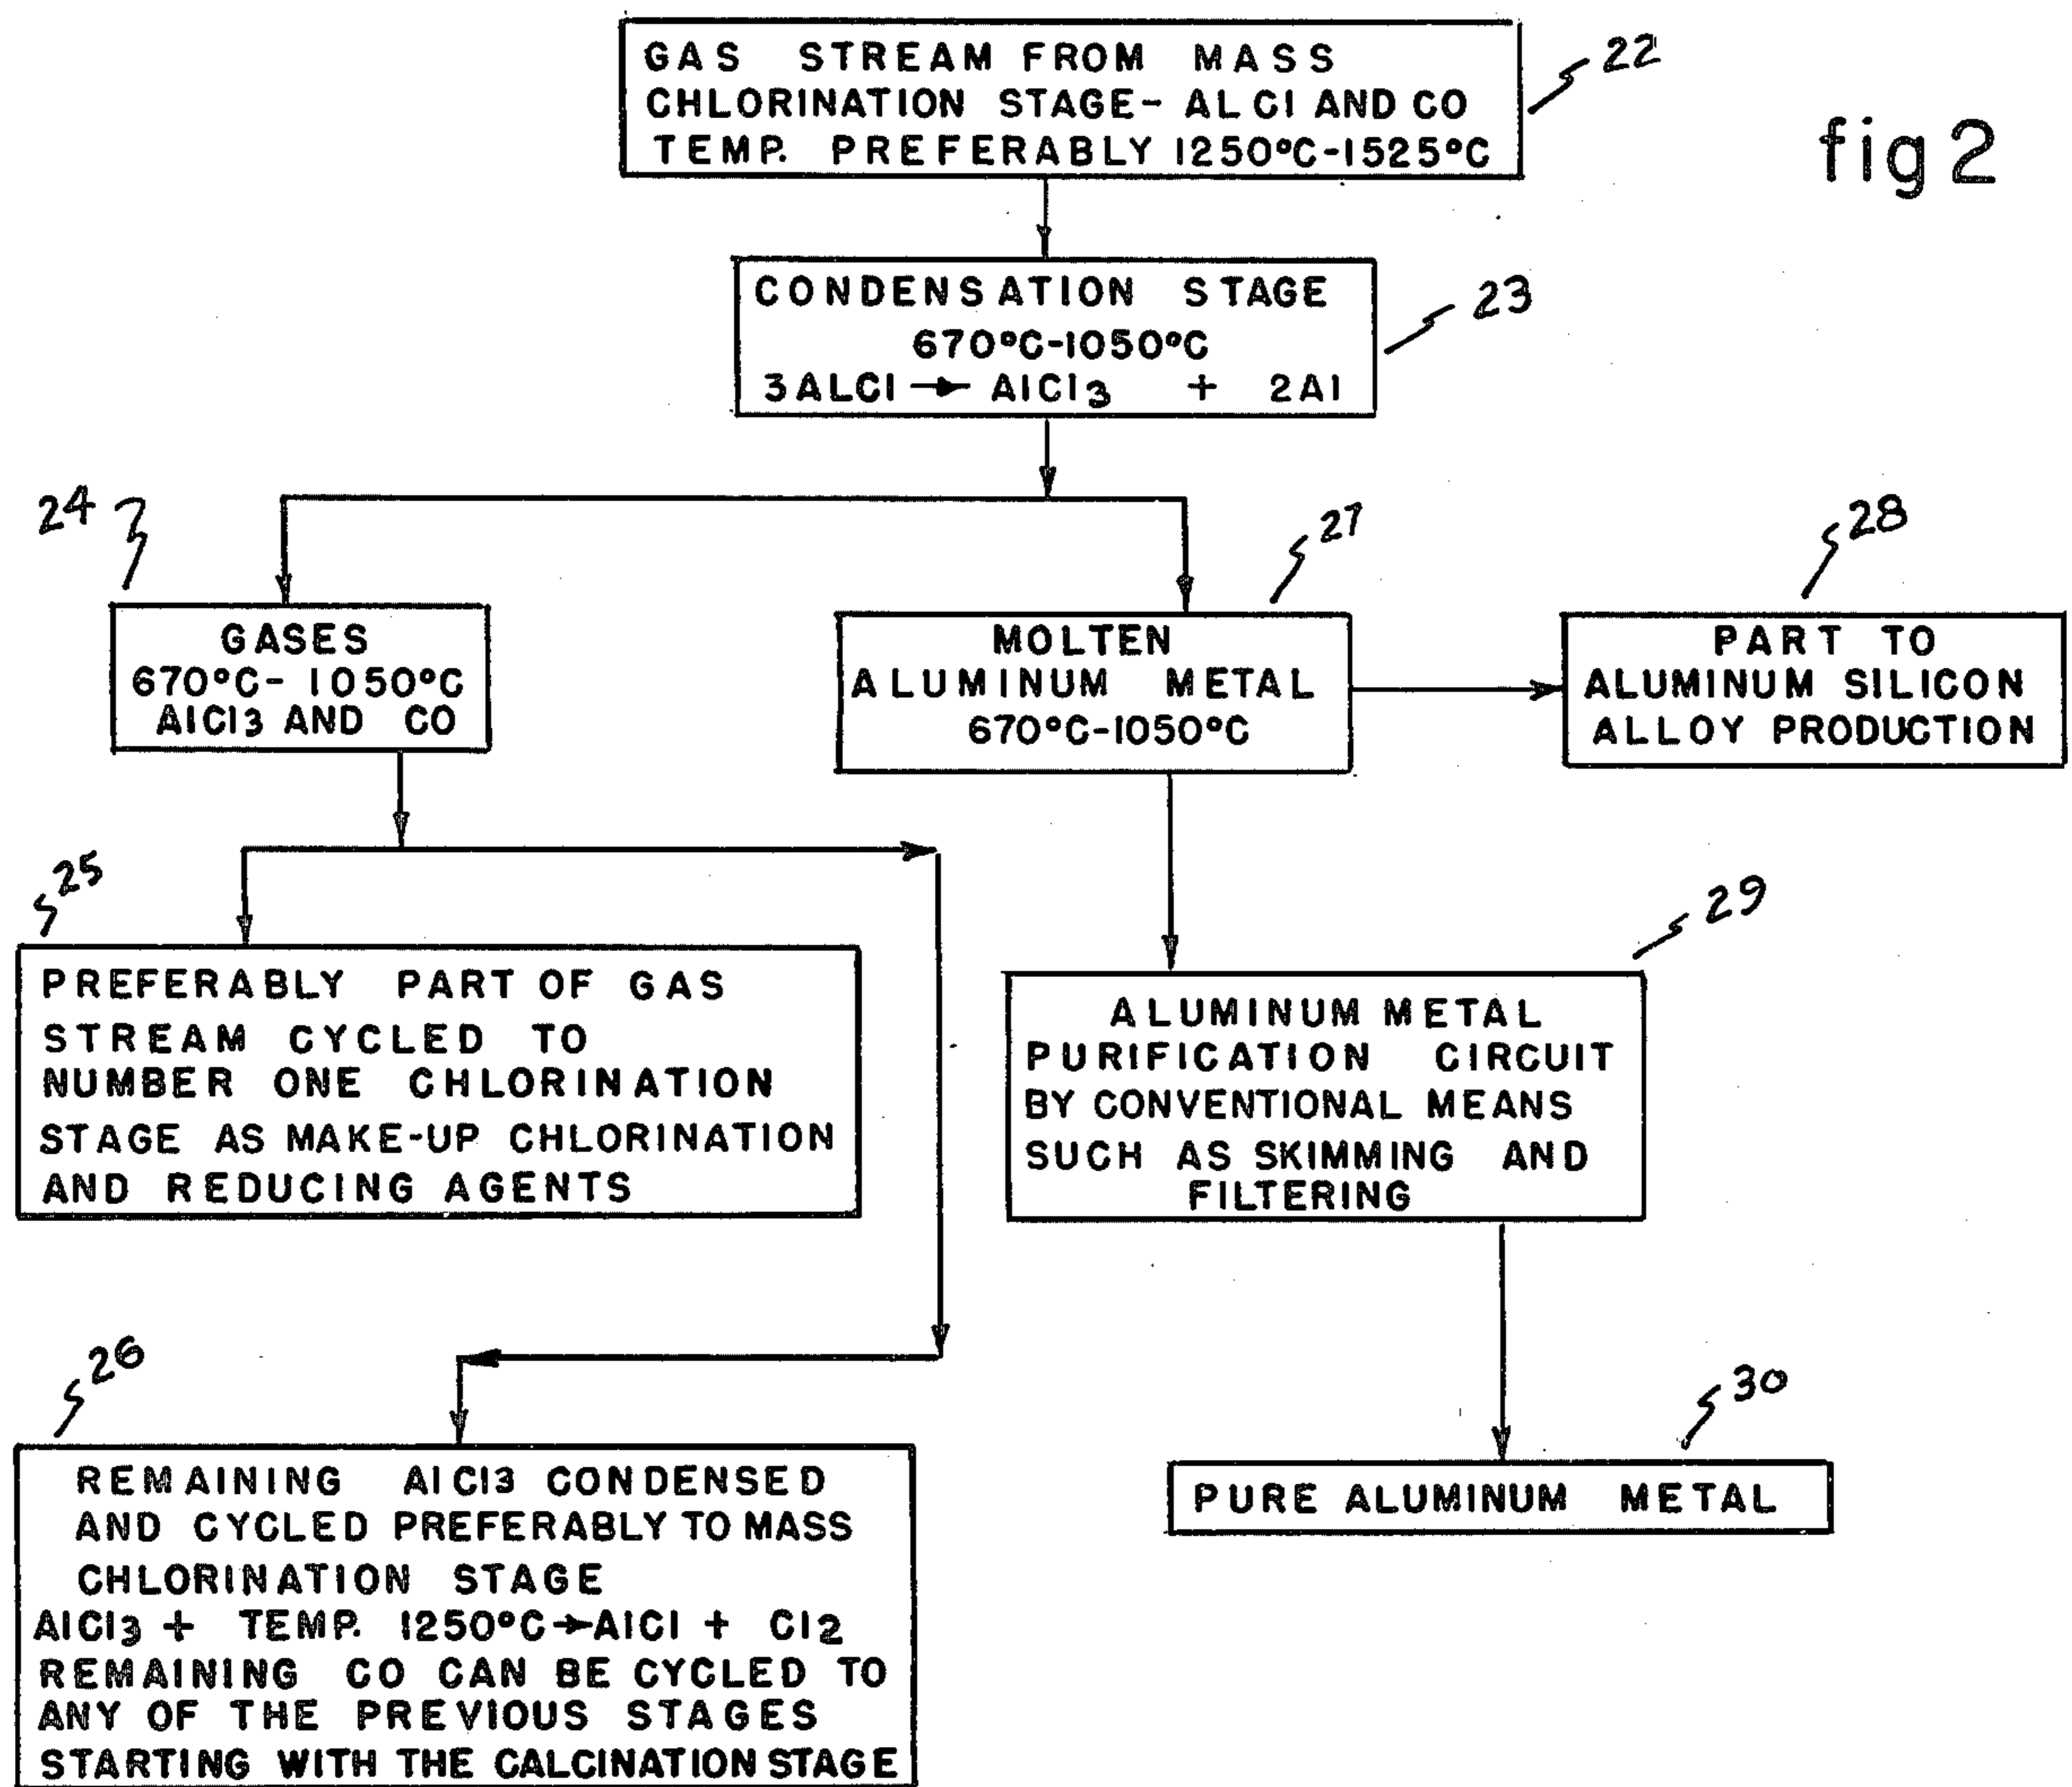 22
GAS STREAM FROM MASS
CHLORINATION STAGE- ALCl AND CO
TEMP. PREFERABLY 1250°C-1525°C
fig 2
23
CONDENSATION STAGE
670°C-1050°C
3ALCl → AlCl3 + 2Al
24
GASES
670°C- 1050°C
AlCl3 AND CO
27
MOLTEN
ALUMINUM METAL
670°C-1050°C
28
PART TO
ALUMINUM SILICON
ALLOY PRODUCTION
25
PREFERABLY PART OF GAS
STREAM CYCLED TO
NUMBER ONE CHLORINATION
STAGE AS MAKE-UP CHLORINATION
AND REDUCING AGENTS
29
ALUMINUM METAL
PURIFICATION CIRCUIT
BY CONVENTIONAL MEANS
SUCH AS SKIMMING AND
FILTERING
26
REMAINING AlCl3 CONDENSED
AND CYCLED PREFERABLY TO MASS
CHLORINATION STAGE
AlCl3 + TEMP. 1250°C→AlCl + Cl2
REMAINING CO CAN BE CYCLED TO
ANY OF THE PREVIOUS STAGES
STARTING WITH THE CALCINATION STAGE
30
PURE ALUMINUM METAL